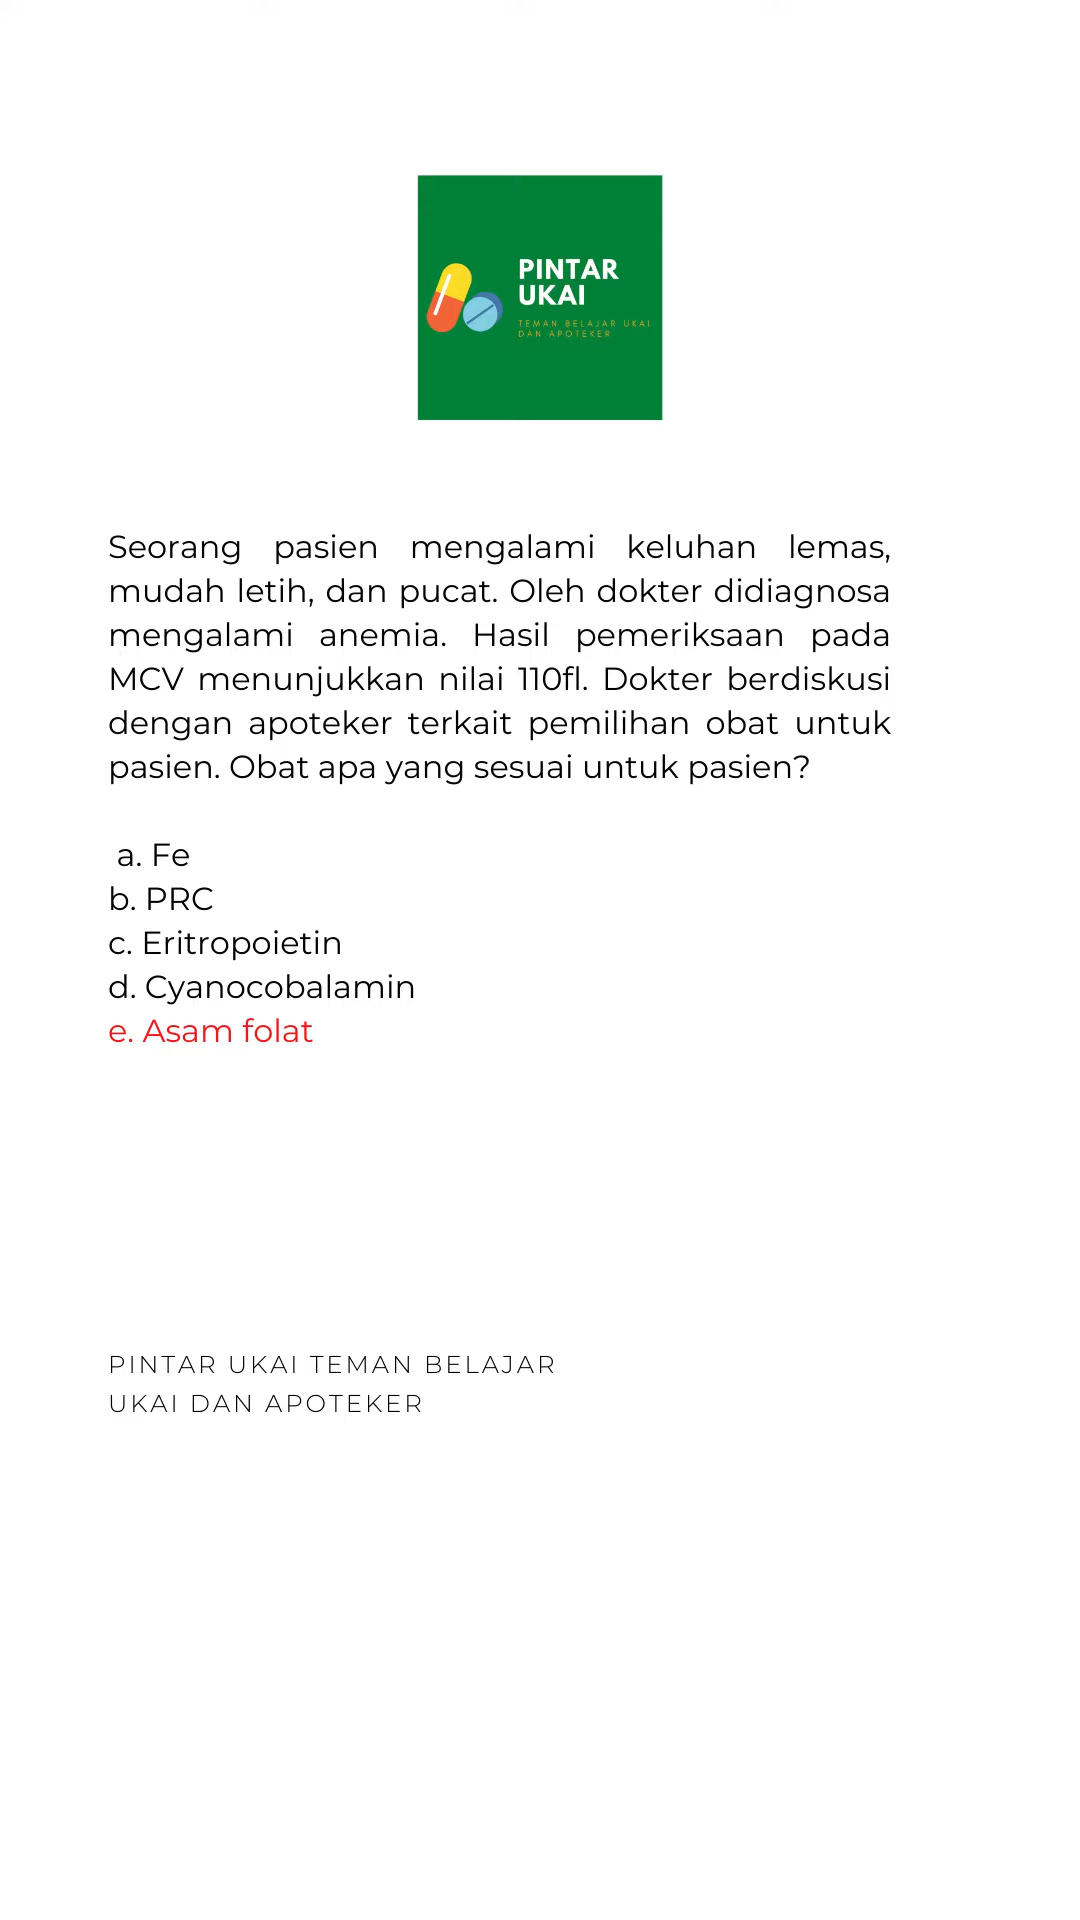 PINTAR
UKAI
TEMAN BELAJAR UKAI
DAN APOTEKER
Seorang pasien mengalami keluhan lemas,
mudah letih, dan pucat. Oleh dokter didiagnosa
mengalami anemia. Hasil pemeriksaan pada
MCV menunjukkan nilai 110fl. Dokter berdiskusi
dengan apoteker terkait pemilihan obat untuk
pasien. Obat apa yang sesuai untuk pasien?
a. Fe
b. PRC
c. Eritropoietin
d. Cyanocobalamin
e. Asam folat
PINTAR UKAI TEMAN BELAJAR
UKAI DAN APOTEKER